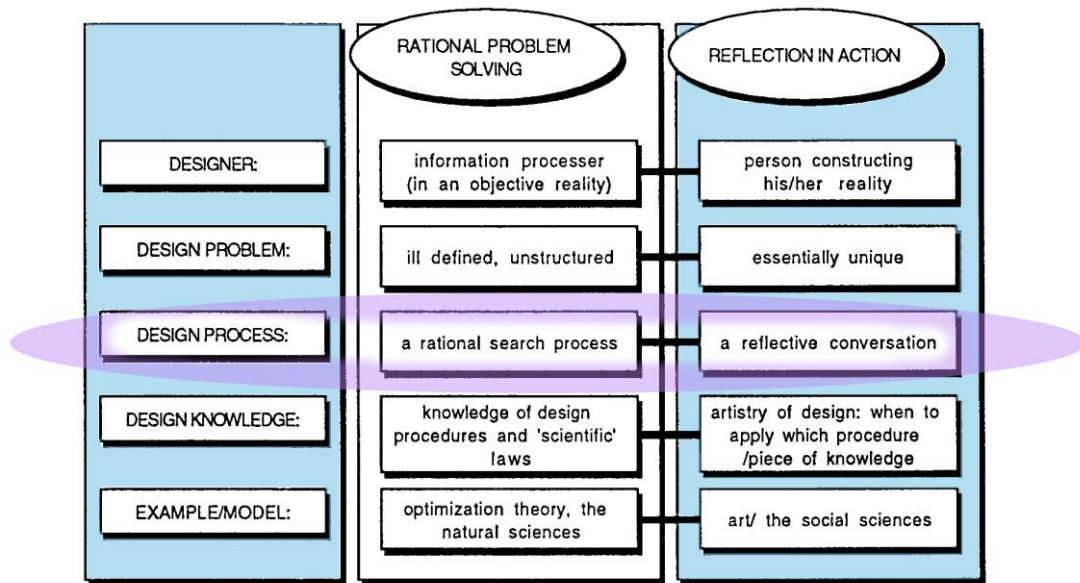 RATIONAL PROBLEM
SOLVING
REFLECTION IN ACTION
DESIGNER:
information processer
(in an objective reality)
person constructing
his/her reality
DESIGN PROBLEM:
ill defined, unstructured
essentially unique
DESIGN PROCESS:
a rational search process
a reflective conversation
DESIGN KNOWLEDGE:
knowledge of design
procedures and 'scientific'
laws
artistry of design: when to
apply which procedure
/piece of knowledge
EXAMPLE/MODEL:
optimization theory, the
natural sciences
art/ the social sciences